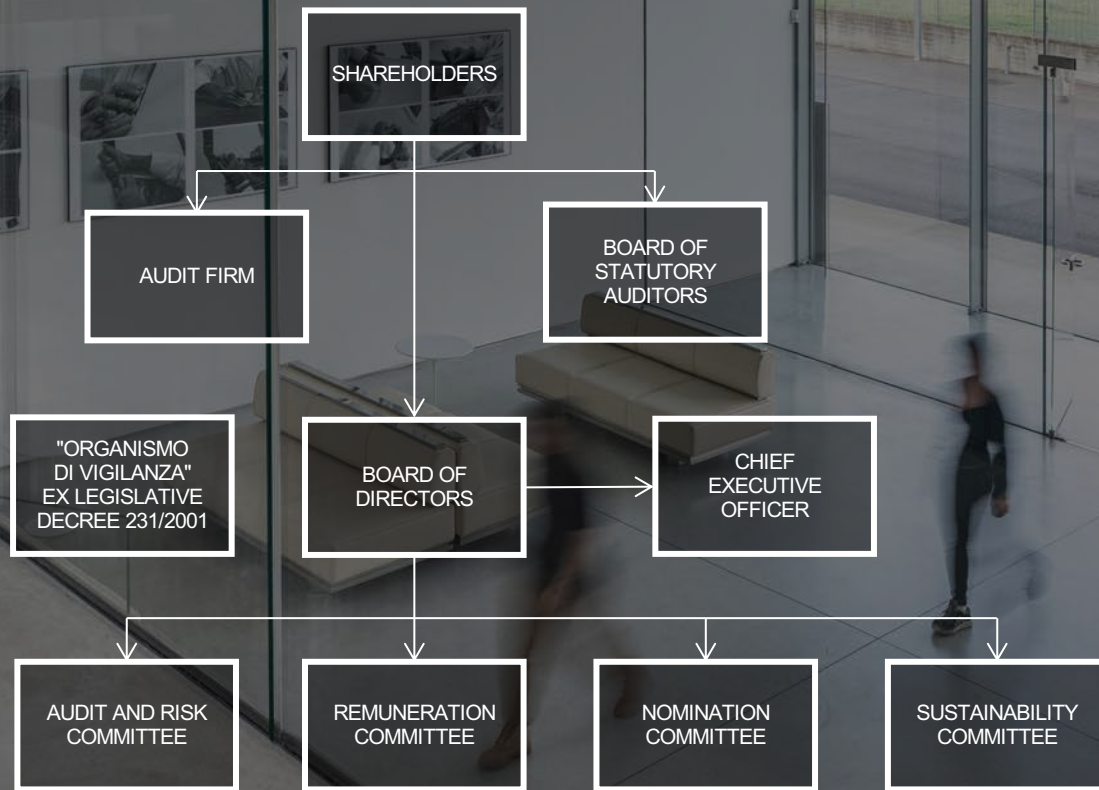 SHAREHOLDERS
AUDIT FIRM
BOARD OF
STATUTORY
AUDITORS
"ORGANISMO
DI VIGILANZA"
EX LEGISLATIVE
DECREE 231/2001
BOARD OF
DIRECTORS
CHIEF
EXECUTIVE
OFFICER
AUDIT AND RISK
COMMITTEE
REMUNERATION
COMMITTEE
NOMINATION
COMMITTEE
SUSTAINABILITY
COMMITTEE